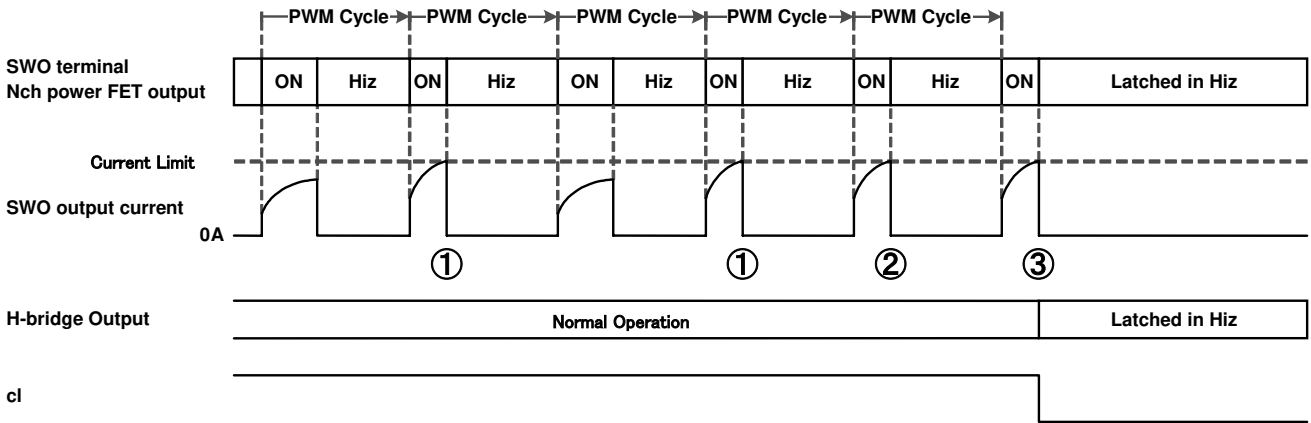 PWM Cycle PWM Cycle PWM Cycle PWM Cycle PWM Cycle
SWO terminal
Nch power FET output
ON Hiz ON Hiz ON Hiz ON Hiz ON Hiz ON Latched in Hiz
Current Limit
SWO output current
0A
① ① ② ③
H-bridge Output
Normal Operation Latched in Hiz
cl